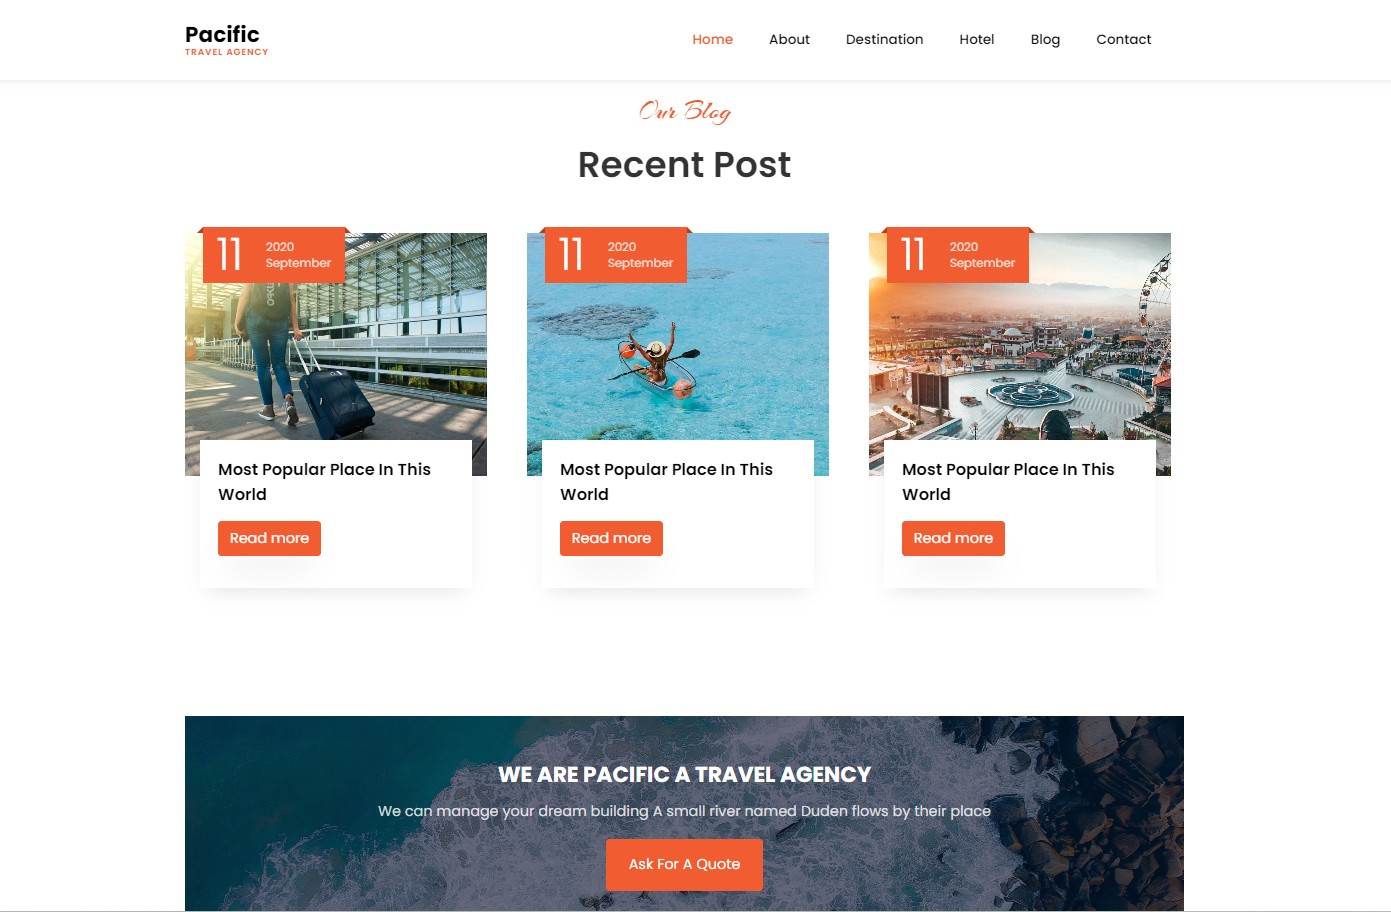 Pacific
TRAVEL AGENCY
Home About Destination Hotel Blog Contact
Our Blog
Recent Post
11 2020 September
11 2020 September
11 2020 September
Most Popular Place In This
World
Read more
Most Popular Place In This
World
Read more
Most Popular Place In This
World
Read more
WE ARE PACIFIC A TRAVEL AGENCY
We can manage your dream building A small river named Duden flows by their place
Ask For A Quote